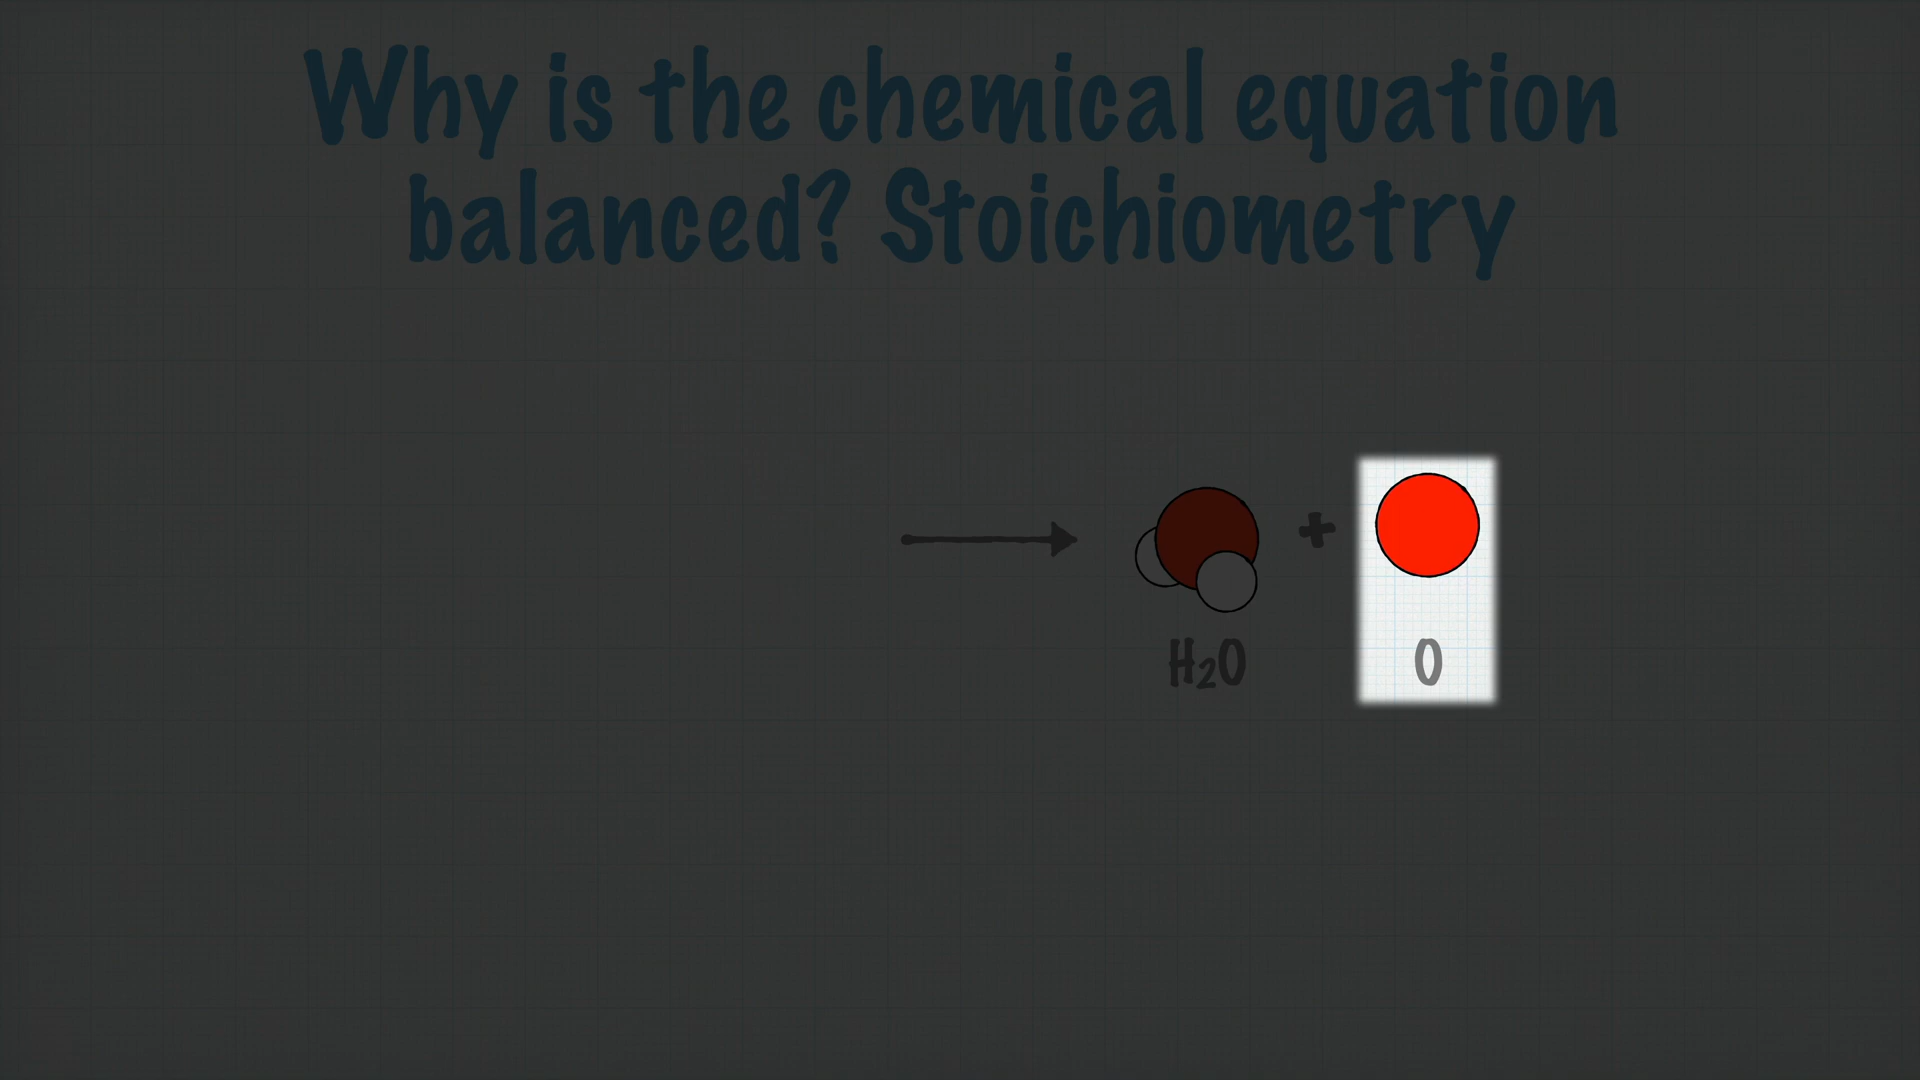 Why is the chemical equation
balanced? Stoichiometry
+
H₂O
O